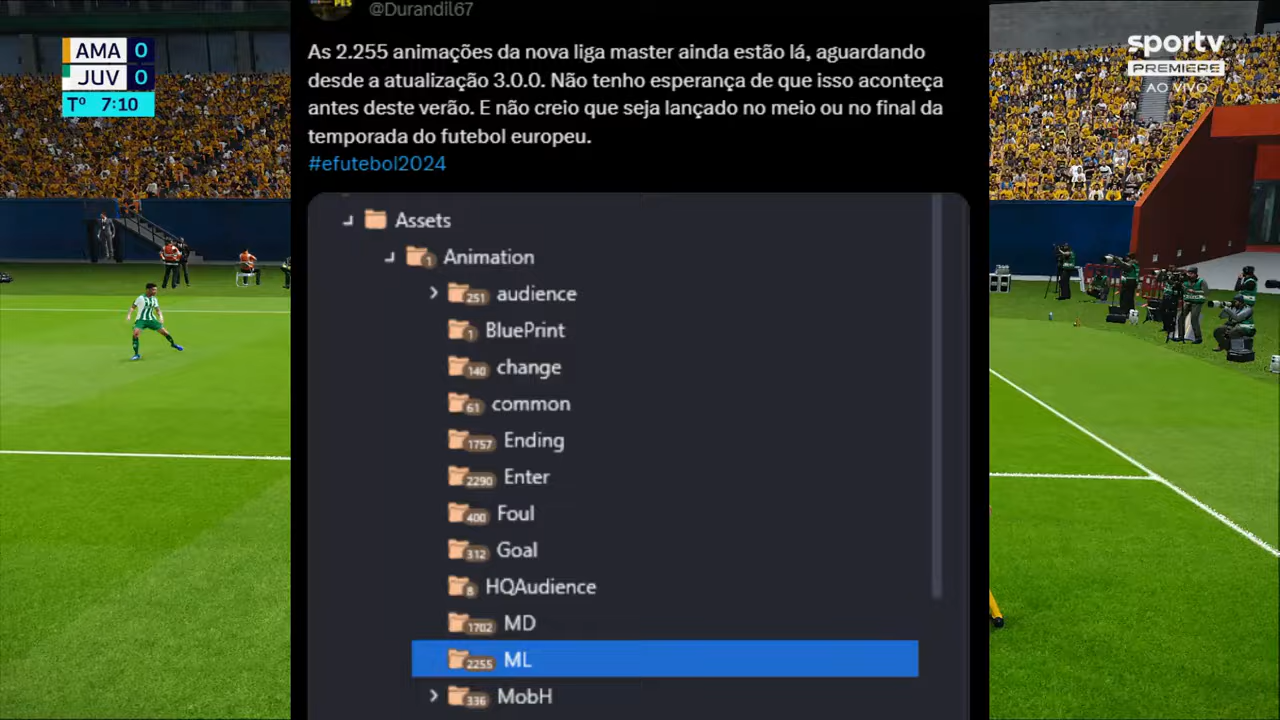 @Durandil67
AMA 0
JUV 0
Tº 7:10
sportv
PREMIERE
AO VIVO
As 2.255 animações da nova liga master ainda estão lá, aguardando
desde a atualização 3.0.0. Não tenho esperança de que isso aconteça
antes deste verão. E não creio que seja lançado no meio ou no final da
temporada do futebol europeu.
#efutebol2024
Assets
1 Animation
251 audience
1 BluePrint
140 change
61 common
1757 Ending
2290 Enter
400 Foul
312 Goal
8 HQAudience
1702 MD
2255 ML
336 MobH